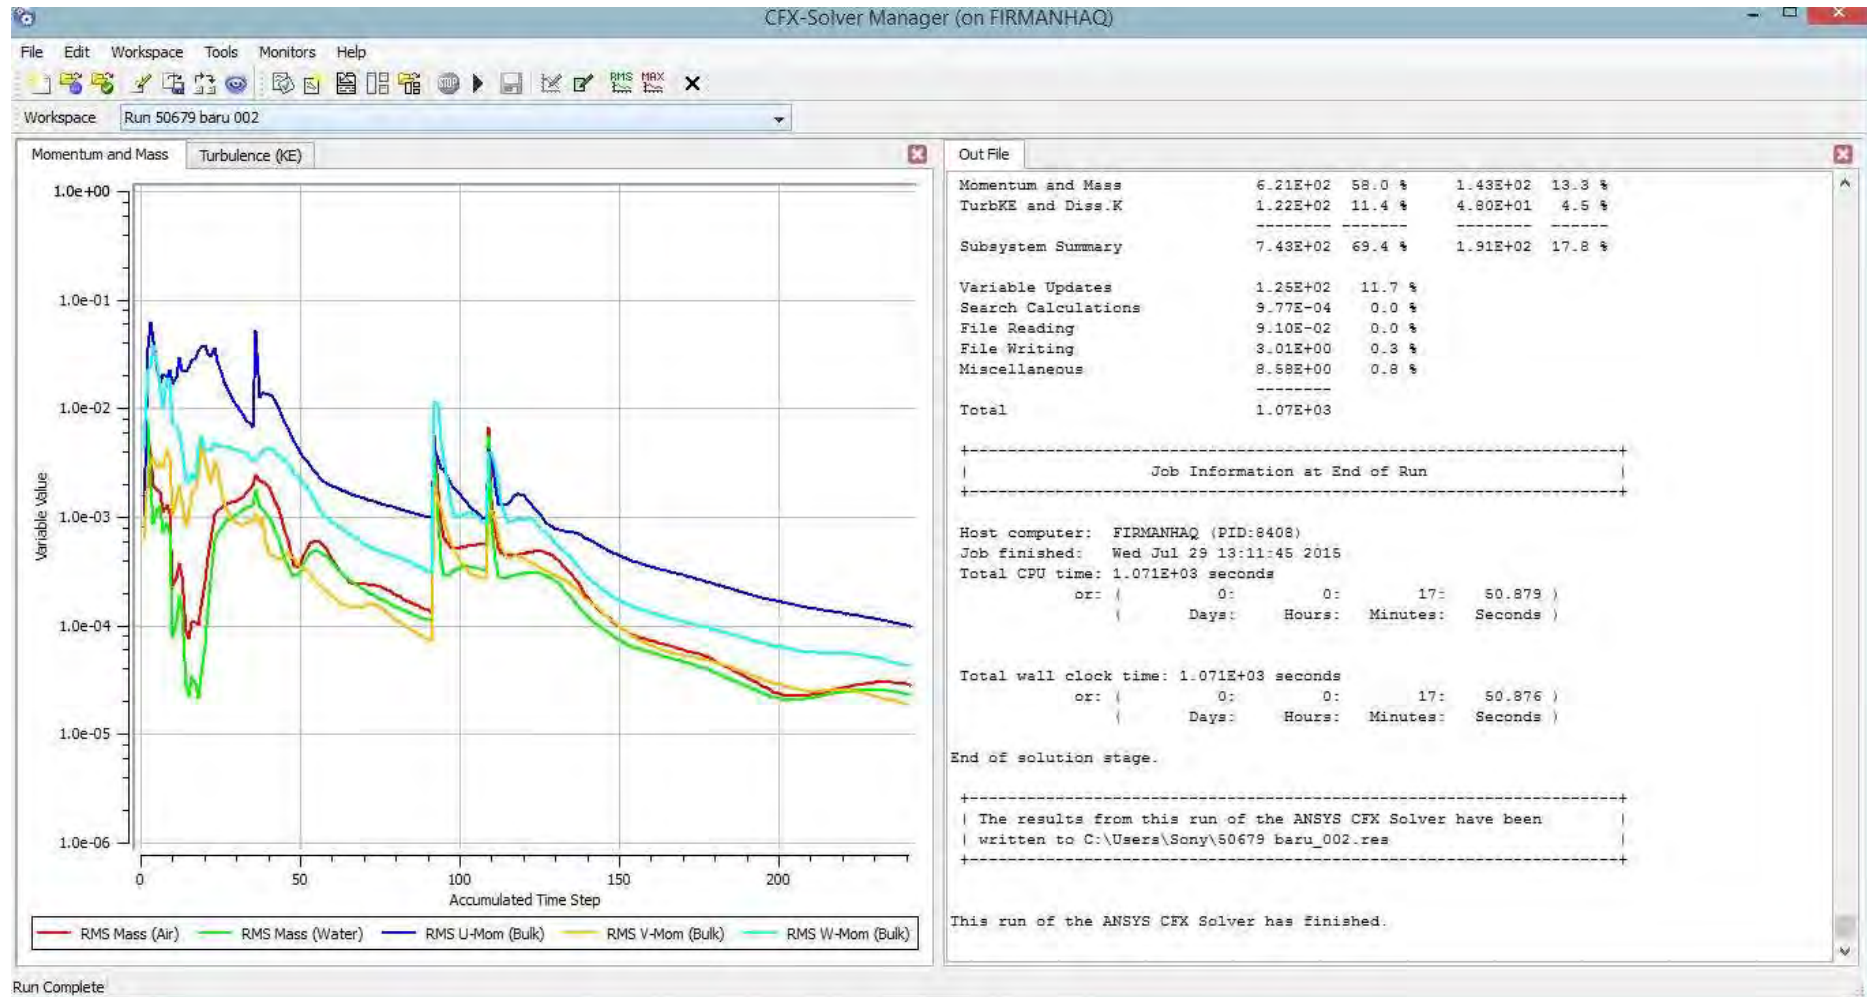 CFX-Solver Manager (on FIRMANHAQ)
File Edit Workspace Tools Monitors Help
STOP RMS MAX
Workspace Run 50679 baru 002
Momentum and Mass Turbulence (KE)
1.0e+00
1.0e-01
1.0e-02
1.0e-03
1.0e-04
1.0e-05
1.0e-06
Variable Value
0 50 100 150 200
Accumulated Time Step
RMS Mass (Air) RMS Mass (Water) RMS U-Mom (Bulk) RMS V-Mom (Bulk) RMS W-Mom (Bulk)
Out File
Momentum and Mass 6.21E+02 58.0 % 1.43E+02 13.3 %
TurbKE and Diss.K 1.22E+02 11.4 % 4.80E+01 4.5 %
-------- ------- -------- ------
Subsystem Summary 7.43E+02 69.4 % 1.91E+02 17.8 %
Variable Updates 1.25E+02 11.7 %
Search Calculations 9.77E-04 0.0 %
File Reading 9.10E-02 0.0 %
File Writing 3.01E+00 0.3 %
Miscellaneous 8.58E+00 0.8 %
--------
Total 1.07E+03
+--------------------------------------------------------------------+
| Job Information at End of Run |
+--------------------------------------------------------------------+
Host computer: FIRMANHAQ (PID:8408)
Job finished: Wed Jul 29 13:11:45 2015
Total CPU time: 1.071E+03 seconds
or: ( 0: 0: 17: 50.879 )
( Days: Hours: Minutes: Seconds )
Total wall clock time: 1.071E+03 seconds
or: ( 0: 0: 17: 50.876 )
( Days: Hours: Minutes: Seconds )
End of solution stage.
+--------------------------------------------------------------------+
| The results from this run of the ANSYS CFX Solver have been |
| written to C:\Users\Sony\50679 baru_002.res |
+--------------------------------------------------------------------+
This run of the ANSYS CFX Solver has finished.
Run Complete